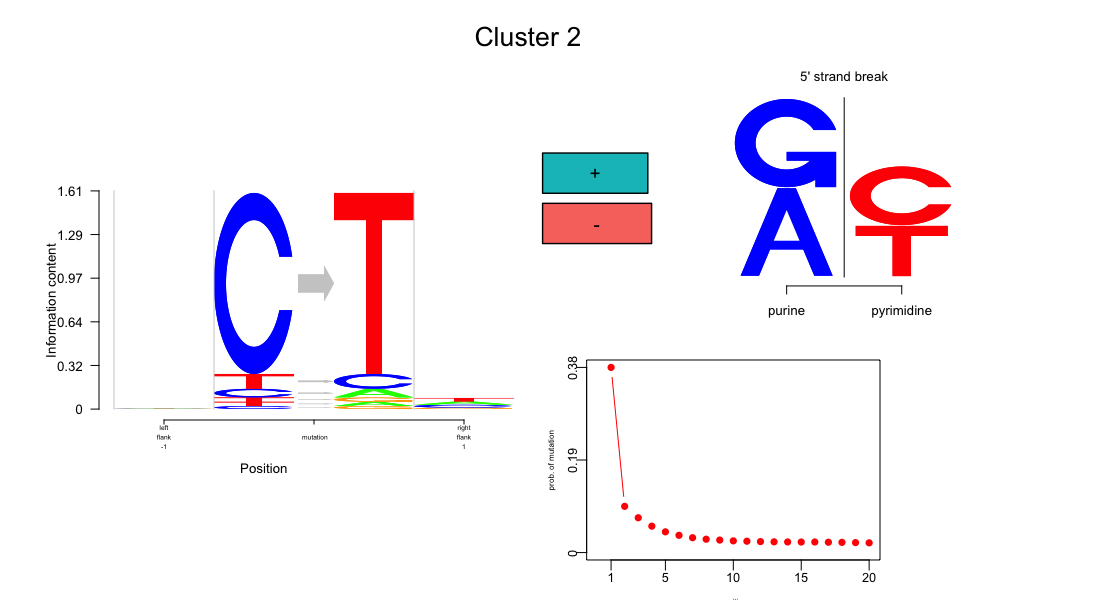 Cluster 2
5' strand break
G
A
C
T
purine
pyrimidine
+
-
Information content
1.61
1.29
0.97
0.64
0.32
0
C
T
T
C
C
A
T
left
flank
-1
mutation
right
flank
1
Position
prob. of mutation
0.38
0.19
0
1 5 10 15 20